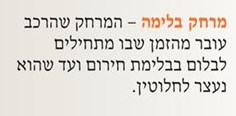 מרחק בלימה – המרחק שהרכב
עובר מהזמן שבו מתחילים
לבלום בבלימת חירום ועד שהוא
נעצר לחלוטין.